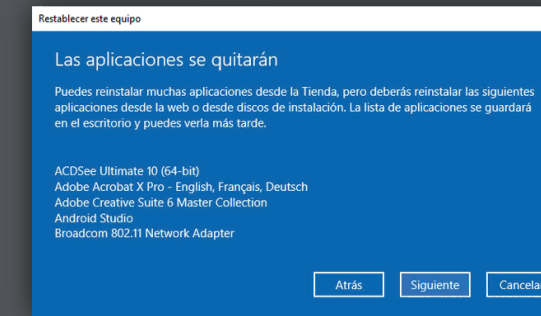 Restablecer este equipo
Las aplicaciones se quitarán
Puedes reinstalar muchas aplicaciones desde la Tienda, pero deberás reinstalar las siguientes
aplicaciones desde la web o desde discos de instalación. La lista de aplicaciones se guardará
en el escritorio y puedes verla más tarde.
ACDSee Ultimate 10 (64-bit)
Adobe Acrobat X Pro - English, Français, Deutsch
Adobe Creative Suite 6 Master Collection
Android Studio
Broadcom 802.11 Network Adapter
Atrás Siguiente Cancelar